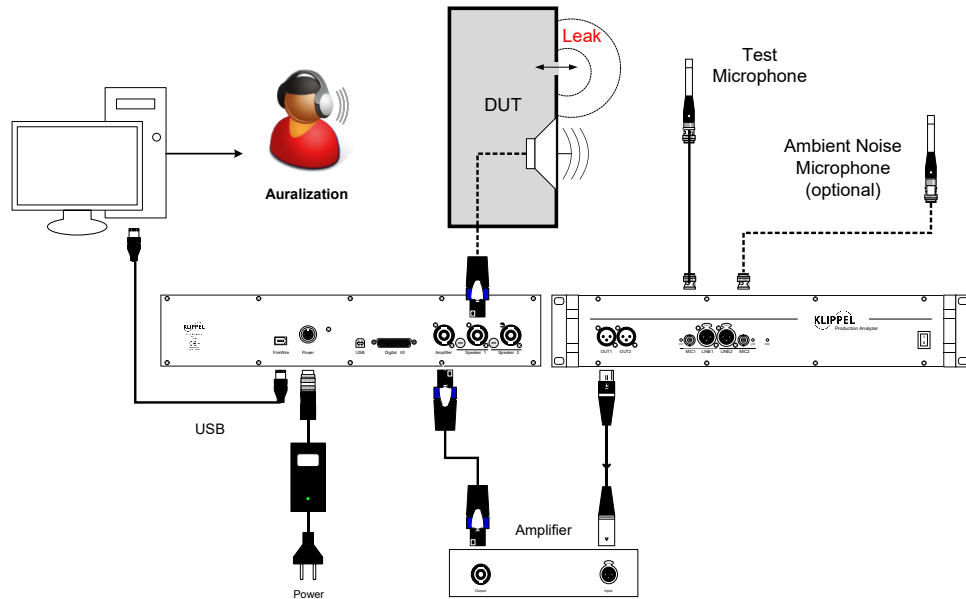 Leak
DUT
Test
Microphone
Ambient Noise
Microphone
(optional)
Auralization
KLIPPEL
FireWire
Power
USB
Digital I/O
Amplifier
Speaker 1
Speaker 2
KLIPPEL
Production Analyzer
OUT1
OUT2
MIC1
LINE1
LINE2
MIC2
USB
Amplifier
Output
Input
Power